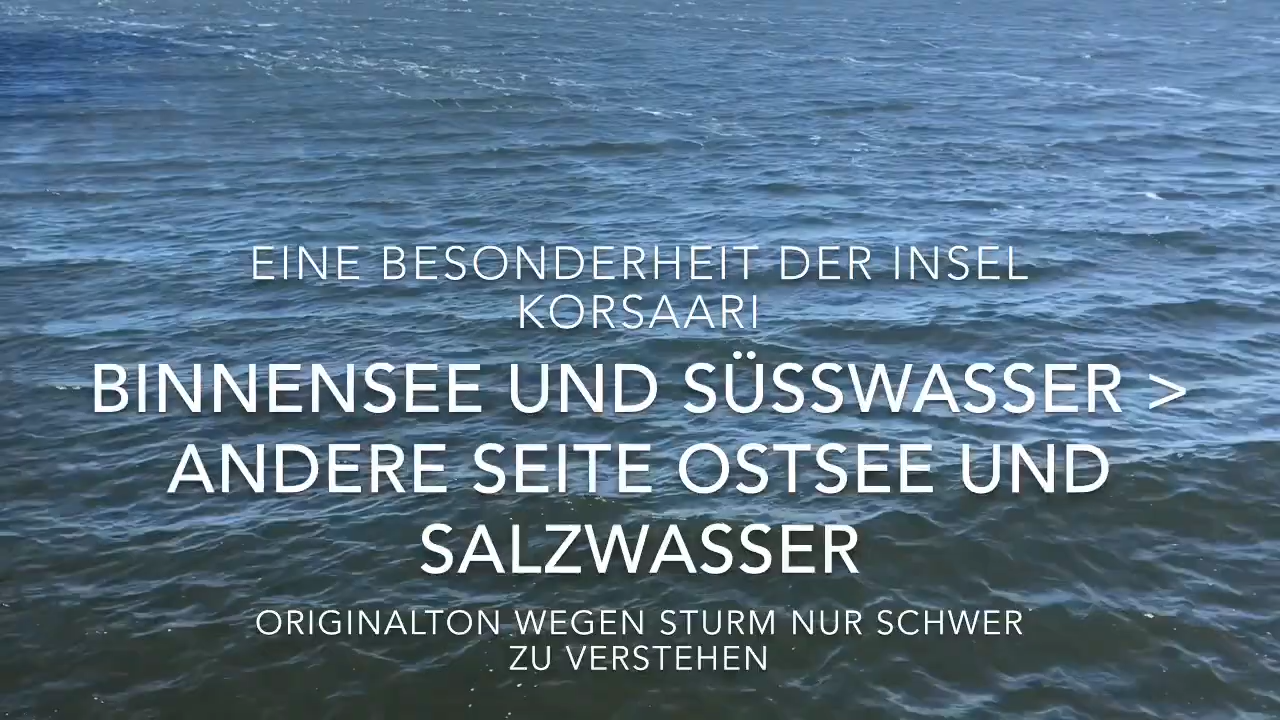 EINE BESONDERHEIT DER INSEL
KORSAARI
BINNENSEE UND SÜSSWASSER >
ANDERE SEITE OSTSEE UND
SALZWASSER
ORIGINALTON WEGEN STURM NUR SCHWER
ZU VERSTEHEN